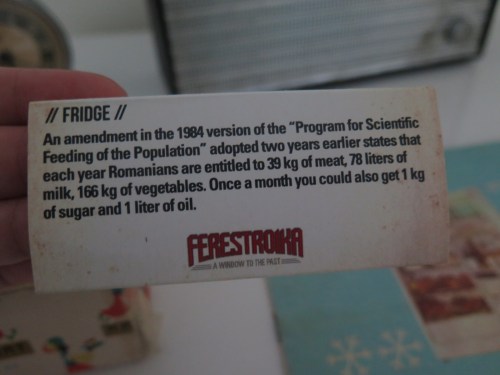 // FRIDGE //
An amendment in the 1984 version of the "Program for Scientific
Feeding of the Population" adopted two years earlier states that
each year Romanians are entitled to 39 kg of meat, 78 liters of
milk, 166 kg of vegetables. Once a month you could also get 1 kg
of sugar and 1 liter of oil.
FERESTROIKA
A WINDOW TO THE PAST